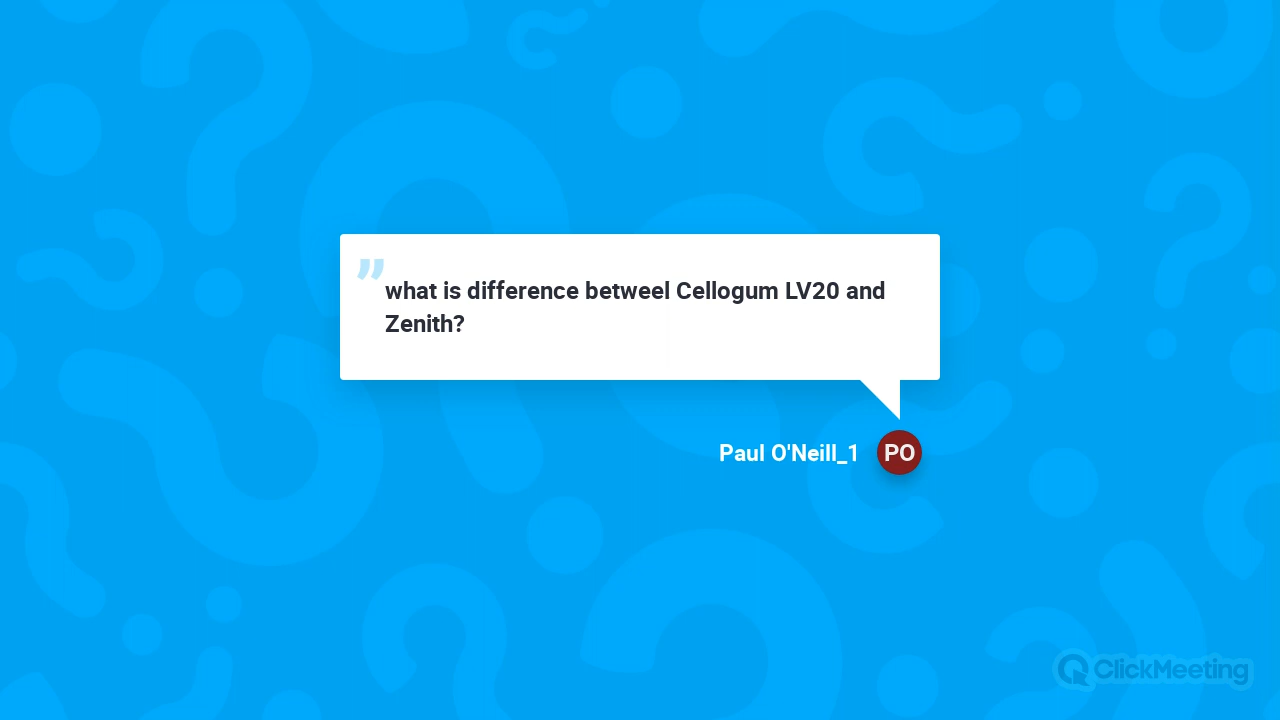 what is difference betweel Cellogum LV20 and
Zenith?
Paul O'Neill_1
PO
ClickMeeting